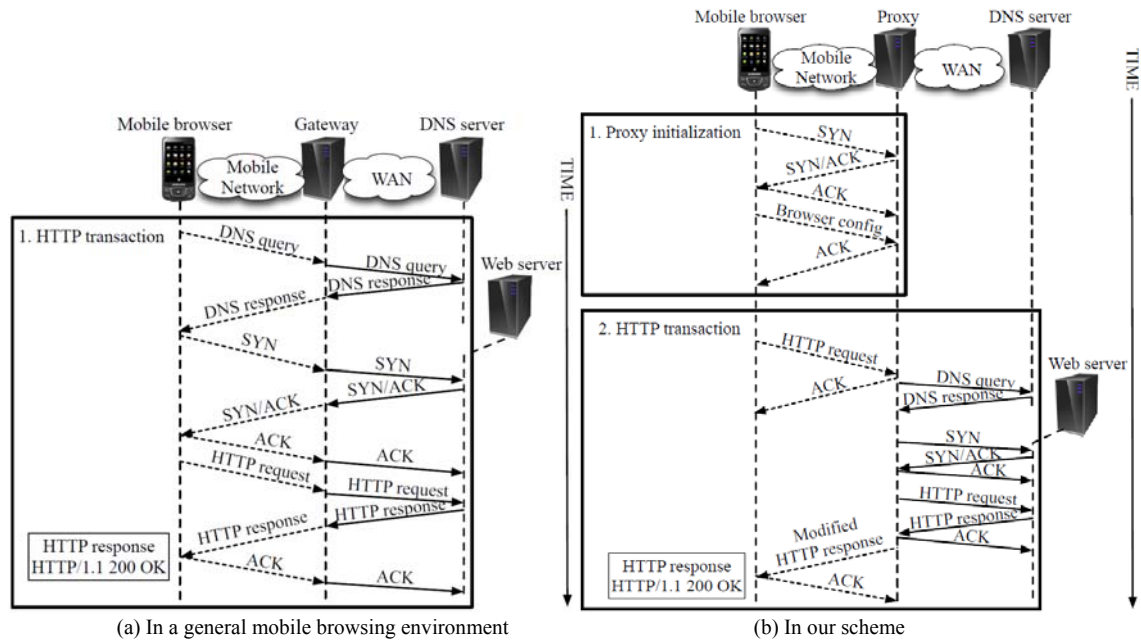 Mobile browser
Gateway
DNS server
Mobile
Network
WAN
TIME
1. HTTP transaction
DNS query
DNS query
DNS response
DNS response
Web server
SYN
SYN
SYN/ACK
SYN/ACK
ACK
ACK
HTTP request
HTTP request
HTTP response
HTTP response
HTTP response
HTTP/1.1 200 OK
ACK
ACK
(a) In a general mobile browsing environment
Mobile browser
Proxy
DNS server
Mobile
Network
WAN
TIME
1. Proxy initialization
SYN
SYN/ACK
ACK
Browser config
ACK
2. HTTP transaction
HTTP request
ACK
DNS query
DNS response
Web server
SYN
SYN/ACK
ACK
HTTP request
HTTP response
ACK
Modified
HTTP response
HTTP response
HTTP/1.1 200 OK
ACK
(b) In our scheme